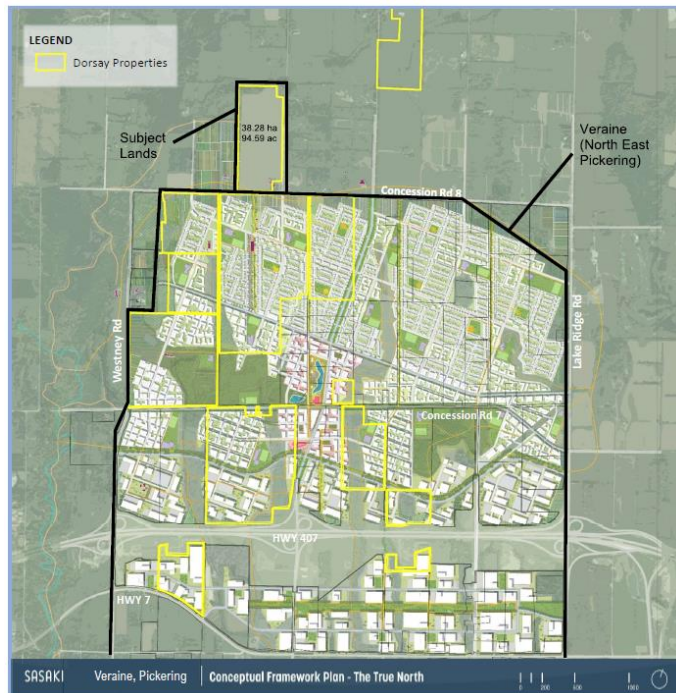 LEGEND
Dorsay Properties
Subject
Lands
38.28 ha
94.59 ac
Veraine
(North East
Pickering)
Concession Rd 8
Westney Rd
Lake Ridge Rd
Concession Rd 7
HWY 407
HWY 7
SASAKI
Veraine, Pickering
Conceptual Framework Plan - The True North
0
200